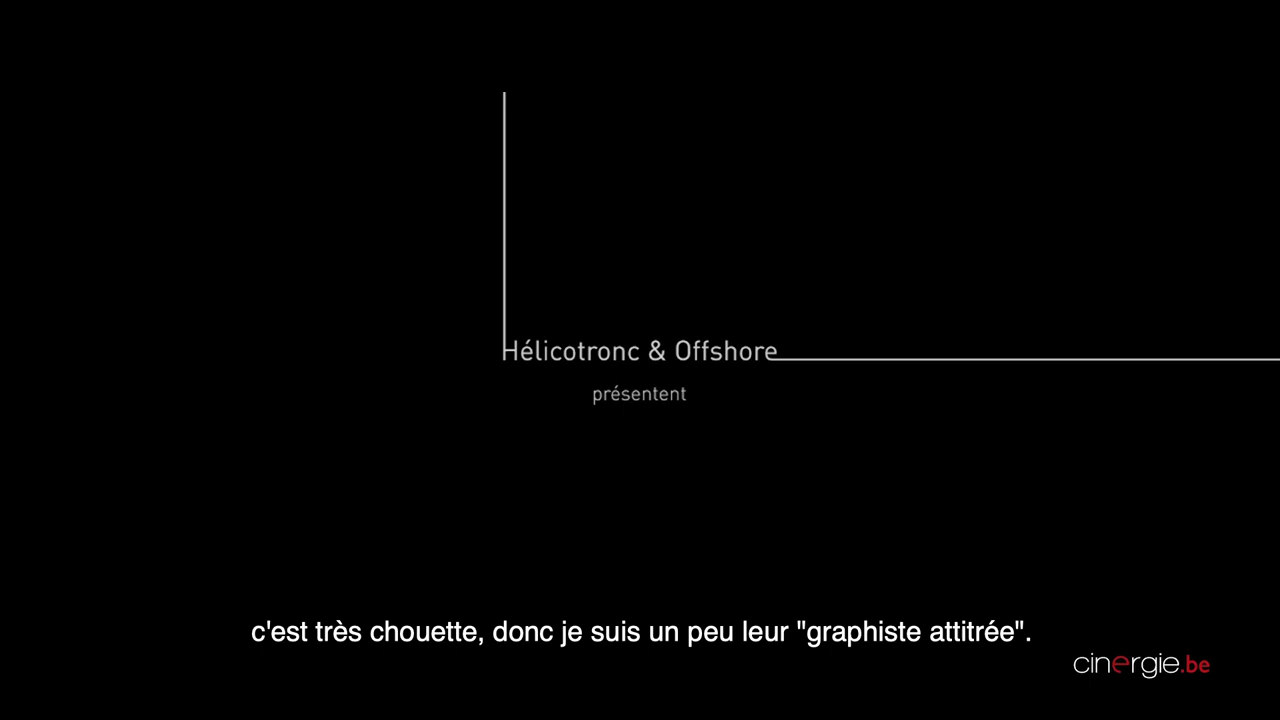 Hélicotronc & Offshore
présentent
c'est très chouette, donc je suis un peu leur "graphiste attitrée".
cinergie.be